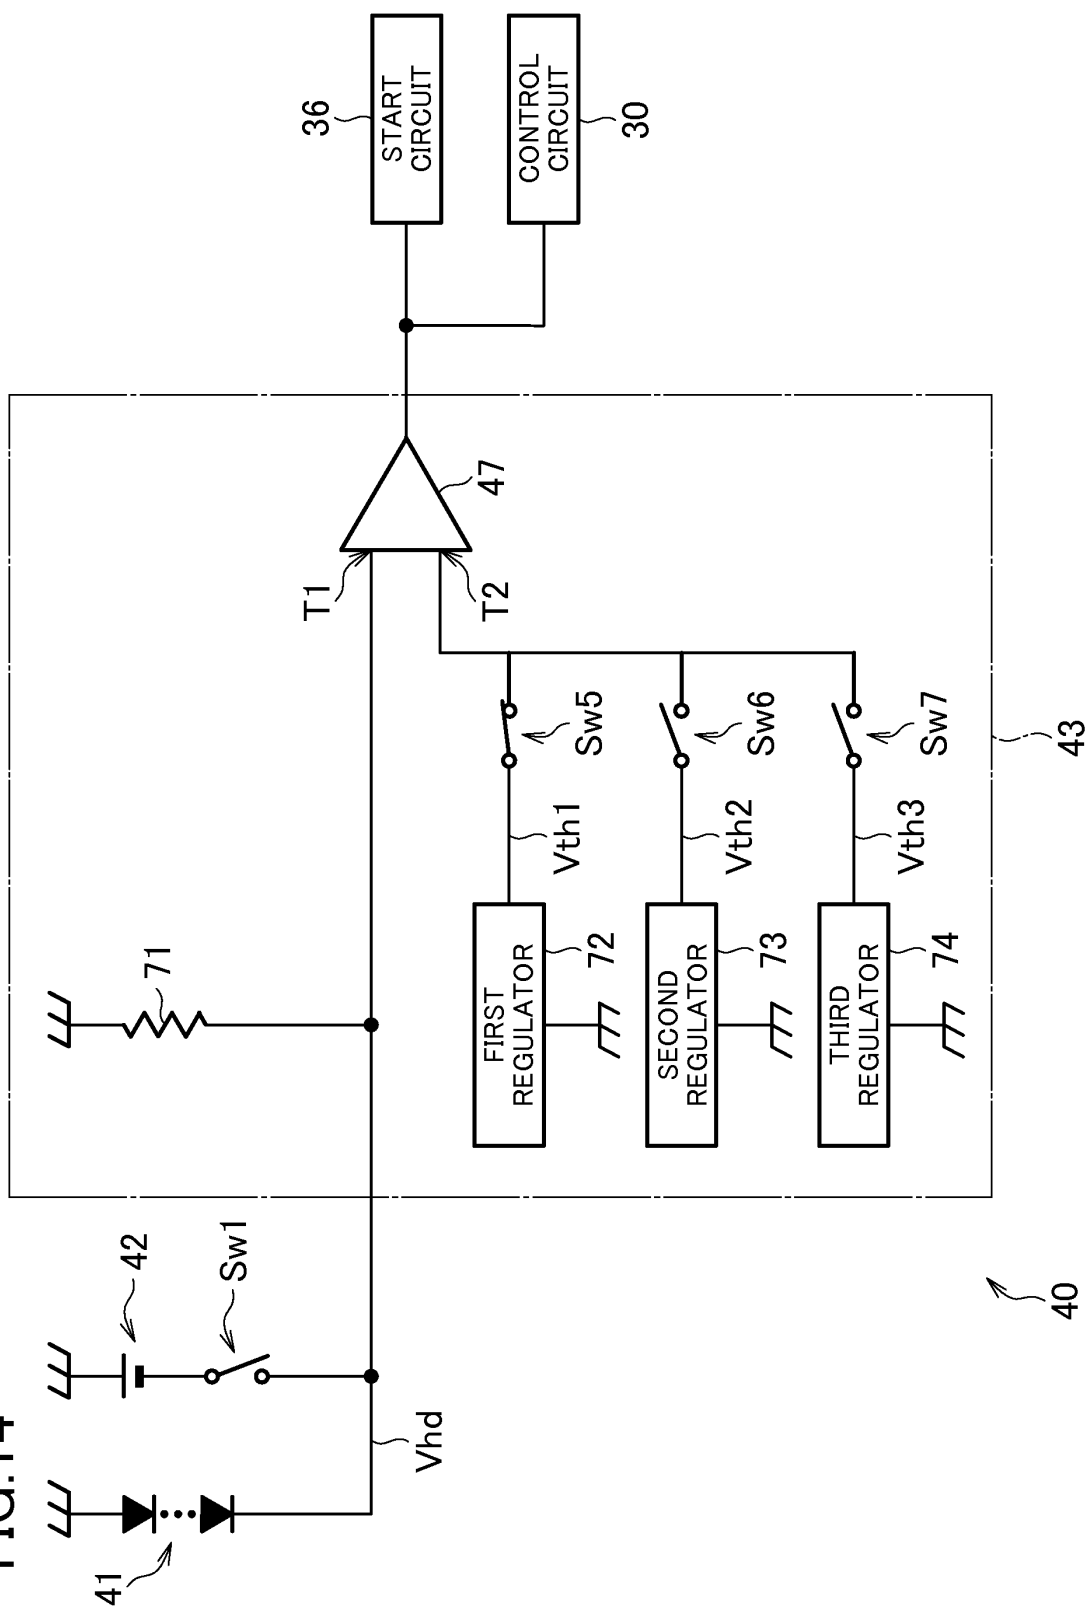 FIG.14
41
42
Sw1
Vhd
40
43
71
FIRST
REGULATOR
72
SECOND
REGULATOR
73
THIRD
REGULATOR
74
Vth1
Vth2
Vth3
Sw5
Sw6
Sw7
T1
T2
47
START
CIRCUIT
36
CONTROL
CIRCUIT
30